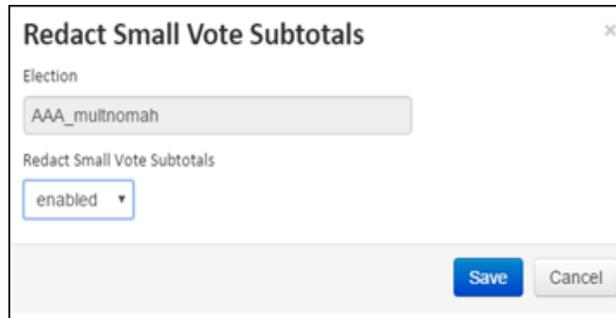 Redact Small Vote Subtotals
×
Election
AAA_multnomah
Redact Small Vote Subtotals
enabled ▼
Save Cancel